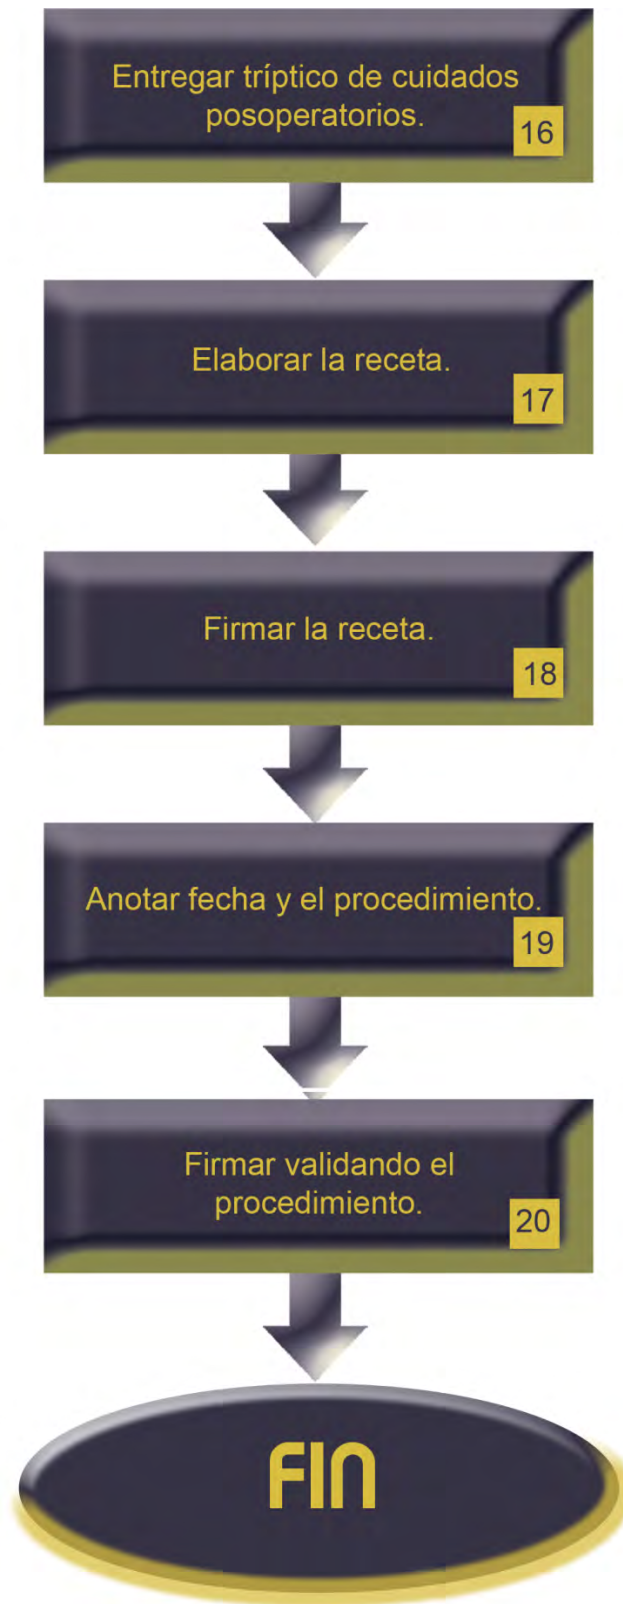 Entregar tríptico de cuidados
posoperatorios.
16
Elaborar la receta.
17
Firmar la receta.
18
Anotar fecha y el procedimiento.
19
Firmar validando el
procedimiento.
20
FIN